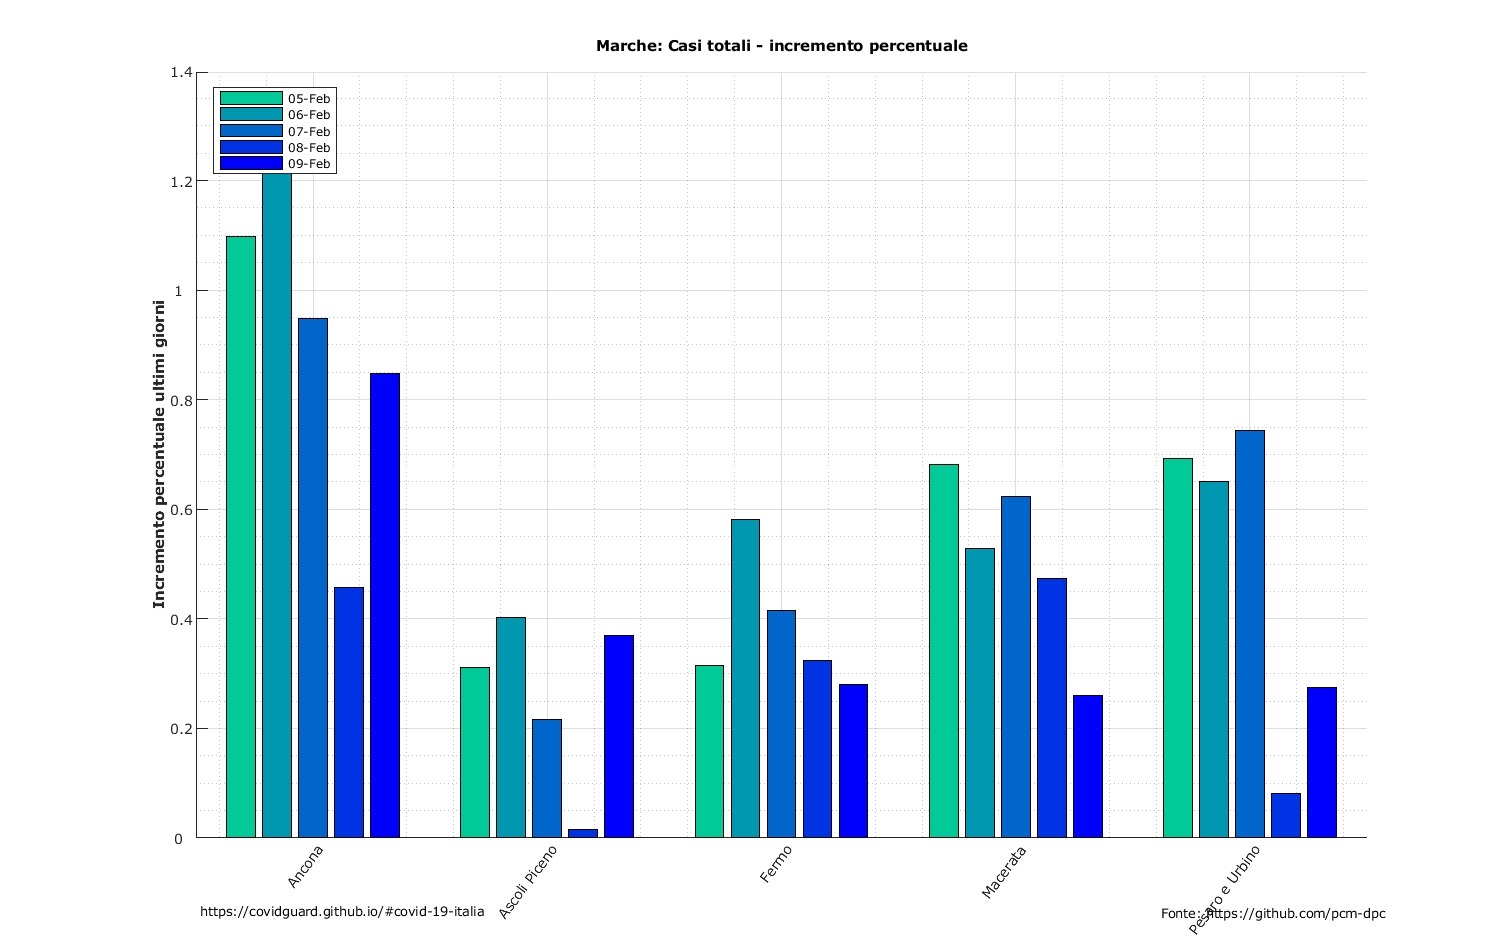 Marche: Casi totali - incremento percentuale
1.4
1.2
1
0.8
0.6
0.4
0.2
0
Incremento percentuale ultimi giorni
05-Feb
06-Feb
07-Feb
08-Feb
09-Feb
Ancona
Ascoli Piceno
Fermo
Macerata
Pesaro e Urbino
https://covidguard.github.io/#covid-19-italia
Fonte: https://github.com/pcm-dpc